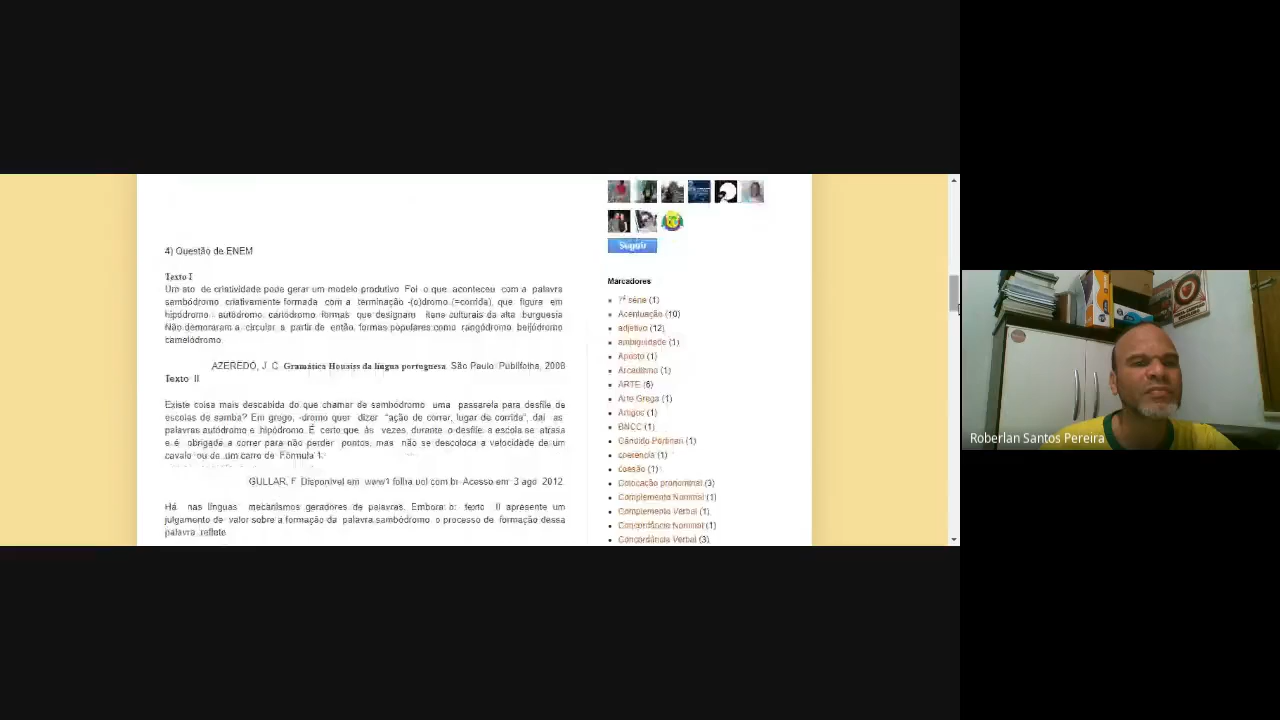 4) Questão de ENEM
Texto I
Um ato de criatividade pode gerar um modelo produtivo Foi o que aconteceu com a palavra
sambódromo criativamente formada com a terminação -(o)dromo (=corrida), que figura em
hipódromo autódromo cartódromo formas que designam itens culturais da alta burguesia
Não demoraram a circular a partir de então, formas populares como rangódromo beijódromo
camelódromo
AZEREDO, J. C. Gramática Houaiss da língua portuguesa. São Paulo: Publifolha, 2008
Texto II
Existe coisa mais descabida do que chamar de sambódromo uma passarela para desfile de
escolas de samba? Em grego, -dromo quer dizer "ação de correr, lugar de corrida", daí as
palavras autódromo e hipódromo É certo que às vezes durante o desfile a escola se atrasa
e é obrigada a correr para não perder pontos, mas não se desloca a velocidade de um
cavalo ou de um carro de Fórmula 1.
GULLAR, F. Disponível em www1 folha uol com br Acesso em 3 ago 2012
Há nas línguas mecanismos geradores de palavras. Embora o texto II apresente um
julgamento de valor sobre a formação da palavra sambódromo o processo de formação dessa
palavra reflete
Seguir
Marcadores
7ª série (1)
Acentuação (10)
adjetivo (12)
ambiguidade (1)
Aposto (1)
Arcadismo (1)
ARTE (6)
Arte Grega (1)
Artigos (1)
BNCC (1)
Cândido Portinari (1)
coerência (1)
coesão (1)
Colocação pronominal (3)
Complemento Nominal (1)
Complemento Verbal (1)
Concordância Nominal (1)
Concordância Verbal (3)
Roberlan Santos Pereira